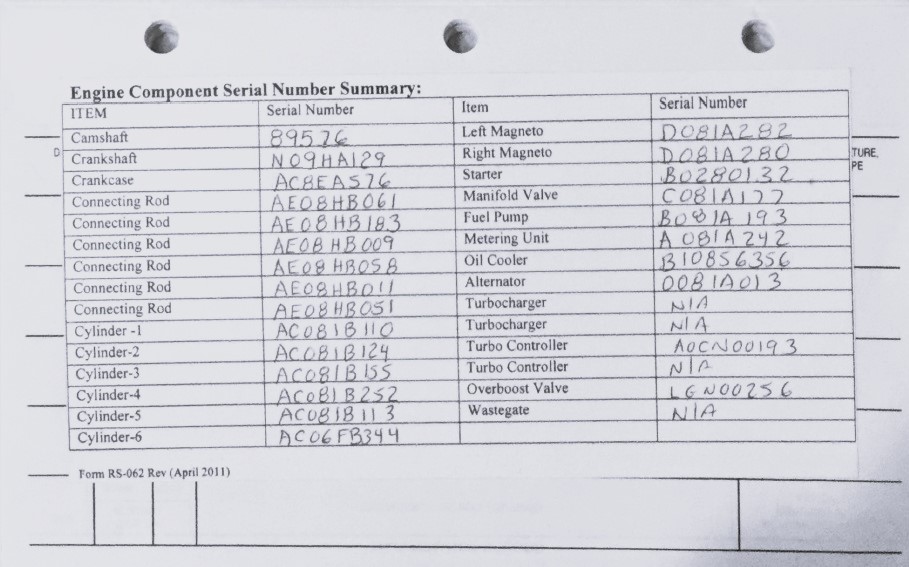 Engine Component Serial Number Summary:
ITEM Serial Number Item Serial Number
Camshaft 89576 Left Magneto D081A282
D Crankshaft N09HA129 Right Magneto D081A280 TURE,
Crankcase AC8EA576 Starter B0280132 PE
Connecting Rod AE08HB061 Manifold Valve C081A177
Connecting Rod AE08HB183 Fuel Pump B081A193
Connecting Rod AE08HB009 Metering Unit A081A242
Connecting Rod AE08HB058 Oil Cooler B10856356
Connecting Rod AE08HB011 Alternator 0081A013
Connecting Rod AE08HB051 Turbocharger N/A
Cylinder -1 AC081B110 Turbocharger N/A
Cylinder-2 AC081B124 Turbo Controller A0CN00193
Cylinder-3 AC081B155 Turbo Controller N/A
Cylinder-4 AC081B252 Overboost Valve LGN00256
Cylinder-5 AC081B113 Wastegate N/A
Cylinder-6 AC06FB344
Form RS-062 Rev (April 2011)